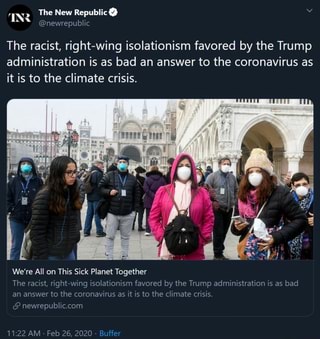 TNR
The New Republic
@newrepublic
The racist, right-wing isolationism favored by the Trump
administration is as bad an answer to the coronavirus as
it is to the climate crisis.
We're All on This Sick Planet Together
The racist, right-wing isolationism favored by the Trump administration is as bad
an answer to the coronavirus as it is to the climate crisis.
newrepublic.com
11:22 AM · Feb 26, 2020 · Buffer